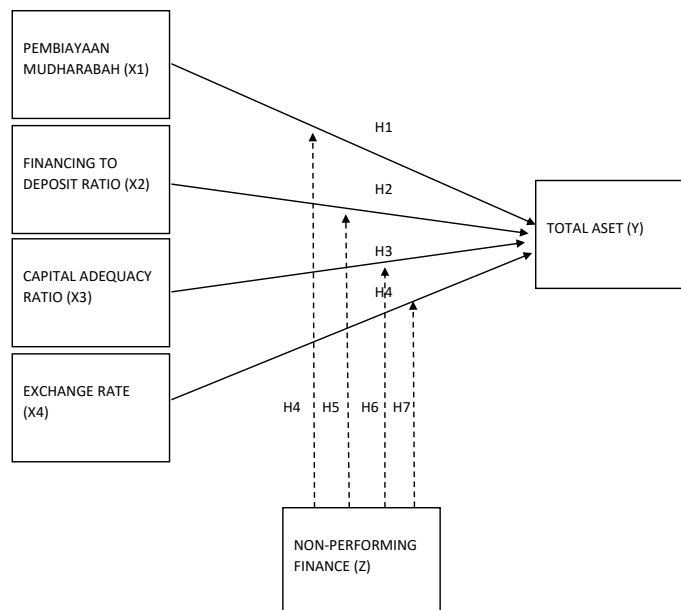 PEMBIAYAAN
MUDHARABAH (X1)
H1
FINANCING TO
DEPOSIT RATIO (X2)
H2
TOTAL ASET (Y)
CAPITAL ADEQUACY
RATIO (X3)
H3
H4
EXCHANGE RATE
(X4)
H4
H5
H6
H7
NON-PERFORMING
FINANCE (Z)